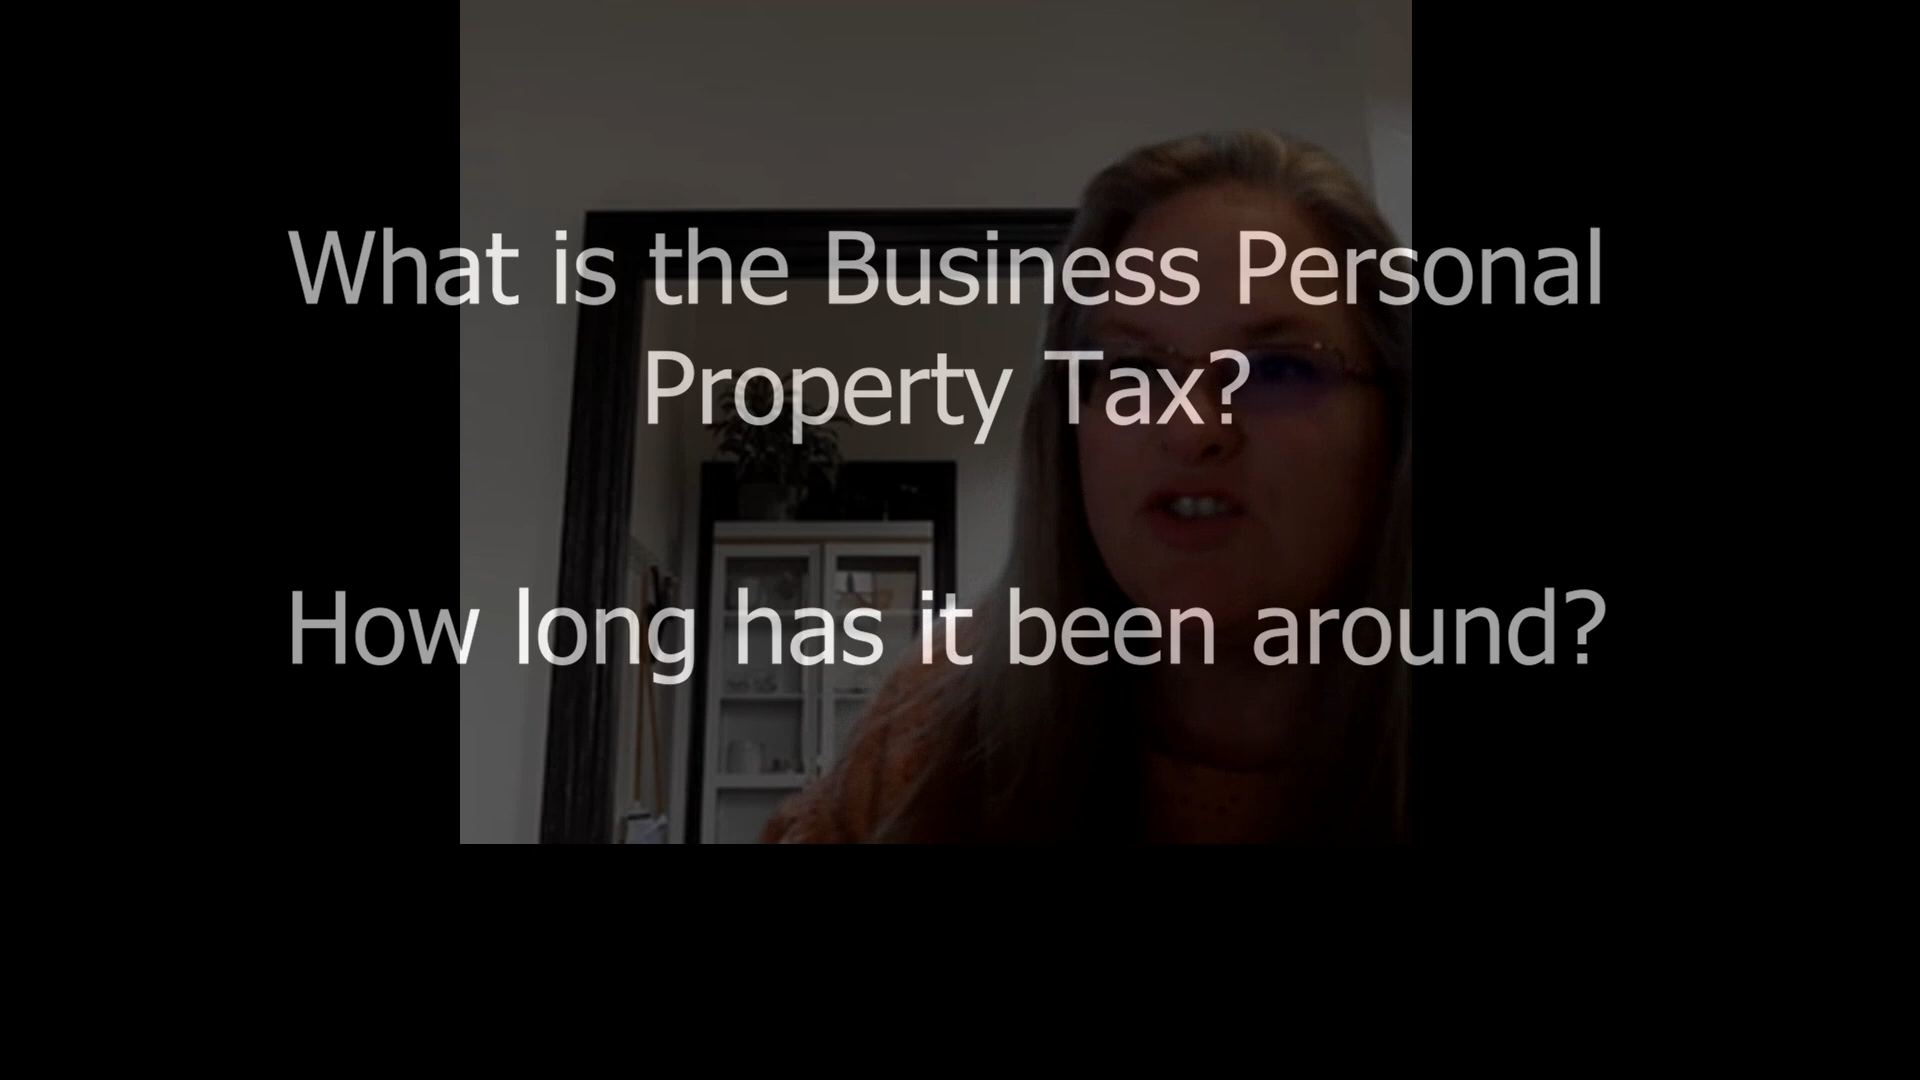 What is the Business Personal
Property Tax?
How long has it been around?